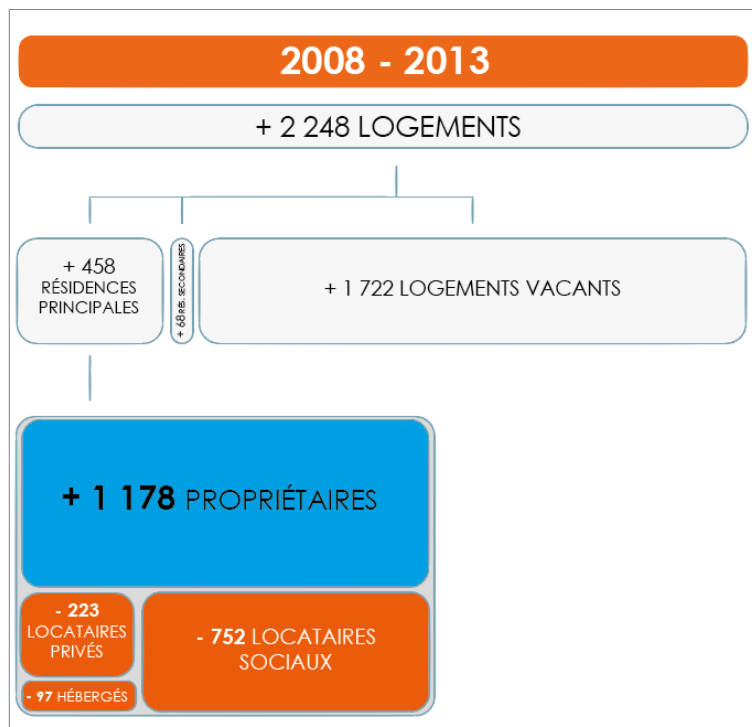 2008 - 2013
+ 2 248 LOGEMENTS
+ 458
RÉSIDENCES
PRINCIPALES
+ 68 RÉS. SECONDAIRES
+ 1 722 LOGEMENTS VACANTS
+ 1 178 PROPRIÉTAIRES
- 223
LOCATAIRES
PRIVÉS
- 752 LOCATAIRES
SOCIAUX
- 97 HÉBERGÉS